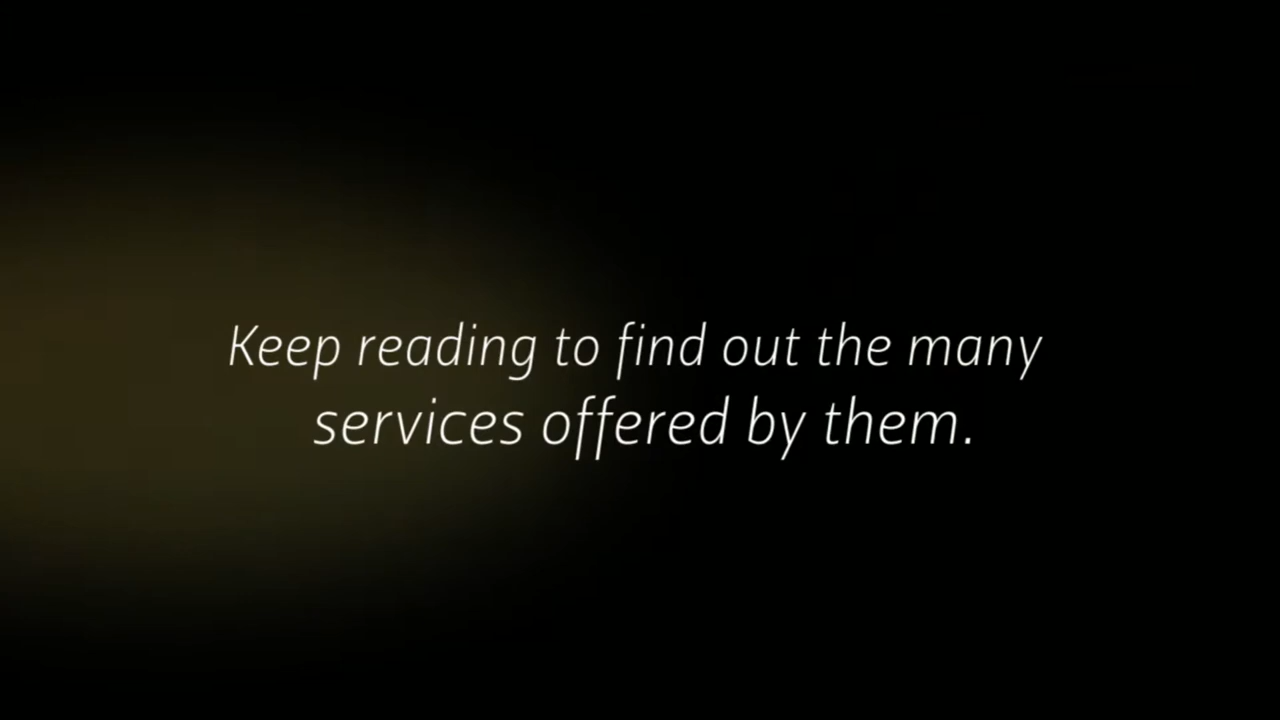 Keep reading to find out the many
services offered by them.